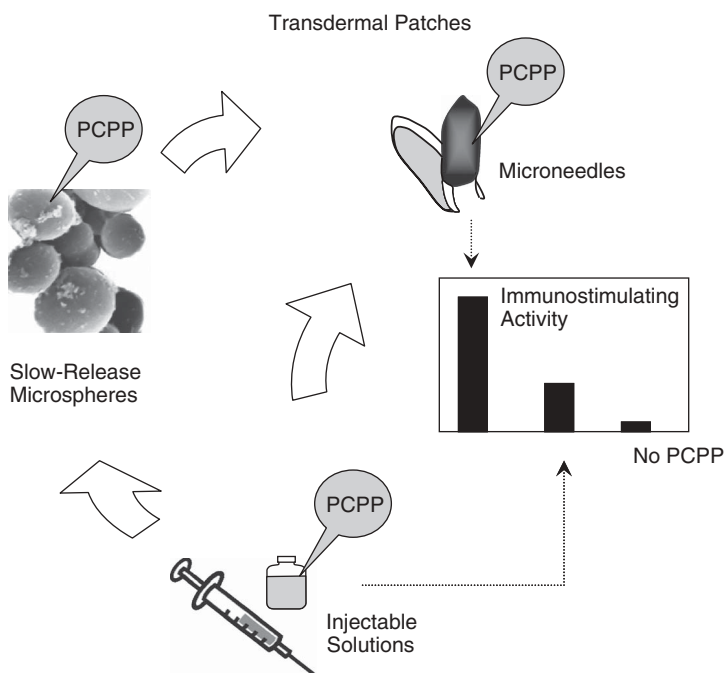 Transdermal Patches
PCPP
PCPP
Microneedles
Immunostimulating
Activity
Slow-Release
Microspheres
No PCPP
PCPP
Injectable
Solutions